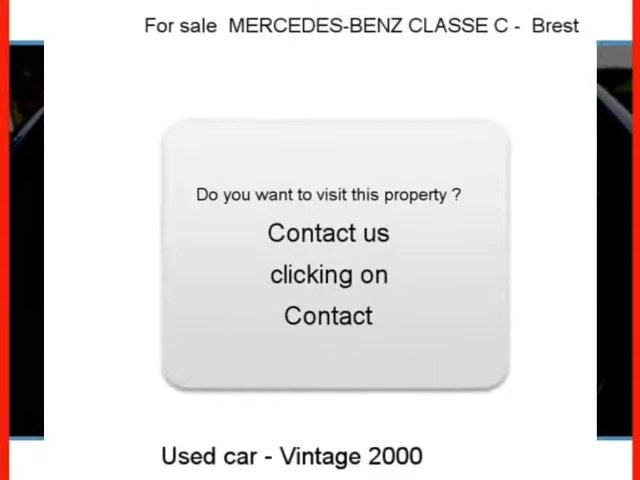 For sale  MERCEDES-BENZ CLASSE C -  Brest
Do you want to visit this property ?
Contact us
clicking on
Contact
Used car - Vintage 2000